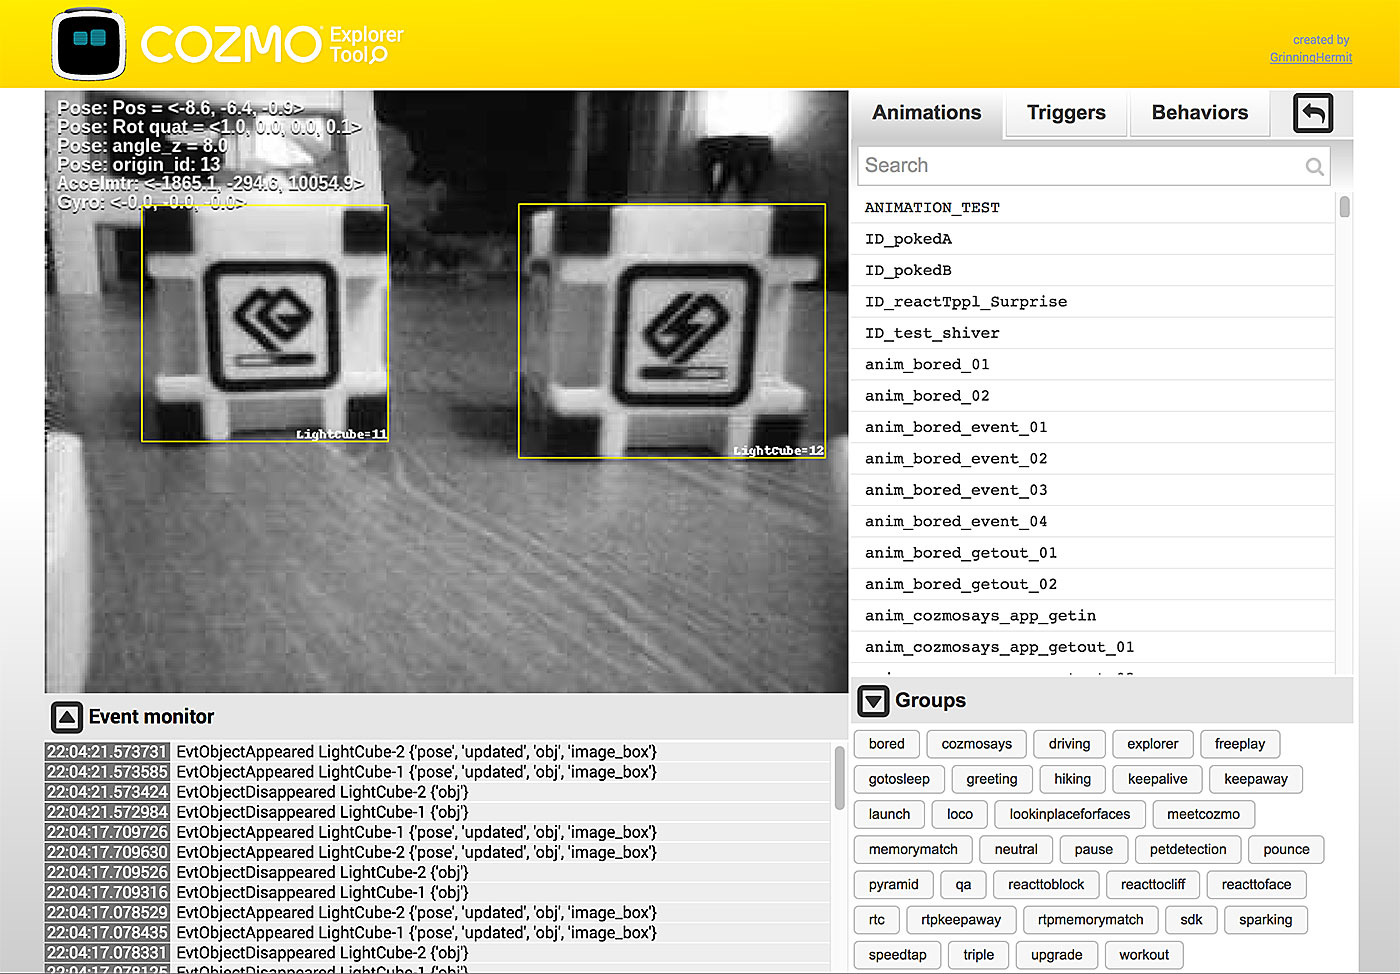 COZMO Explorer Tool
created by
GrinningHermit
Pose: Pos = <-8.6, -6.4, -0.9>
Pose: Rot quat = <1.0, 0.0, 0.0, 0.1>
Pose: angle_z = 8.0
Pose: origin_id: 13
Accelmtr: <-1865.1, -294.6, 10054.9>
Gyro: <-0.0, -0.0, -0.0>
LightCube=11
LightCube=12
Event monitor
22:04:21.573731 EvtObjectAppeared LightCube-2 {'pose', 'updated', 'obj', 'image_box'}
22:04:21.573585 EvtObjectAppeared LightCube-1 {'pose', 'updated', 'obj', 'image_box'}
22:04:21.573424 EvtObjectDisappeared LightCube-2 {'obj'}
22:04:21.572984 EvtObjectDisappeared LightCube-1 {'obj'}
22:04:17.709726 EvtObjectAppeared LightCube-1 {'pose', 'updated', 'obj', 'image_box'}
22:04:17.709630 EvtObjectAppeared LightCube-2 {'pose', 'updated', 'obj', 'image_box'}
22:04:17.709526 EvtObjectDisappeared LightCube-2 {'obj'}
22:04:17.709316 EvtObjectDisappeared LightCube-1 {'obj'}
22:04:17.078529 EvtObjectAppeared LightCube-2 {'pose', 'updated', 'obj', 'image_box'}
22:04:17.078435 EvtObjectAppeared LightCube-1 {'pose', 'updated', 'obj', 'image_box'}
22:04:17.078331 EvtObjectDisappeared LightCube-2 {'obj'}
22:04:17.078125 EvtObjectDisappeared LightCube-1 {'obj'}
Animations Triggers Behaviors
Search
ANIMATION_TEST
ID_pokedA
ID_pokedB
ID_reactTppl_Surprise
ID_test_shiver
anim_bored_01
anim_bored_02
anim_bored_event_01
anim_bored_event_02
anim_bored_event_03
anim_bored_event_04
anim_bored_getout_01
anim_bored_getout_02
anim_cozmosays_app_getin
anim_cozmosays_app_getout_01
Groups
bored cozmosays driving explorer freeplay
gotosleep greeting hiking keepalive keepaway
launch loco lookinplaceforfaces meetcozmo
memorymatch neutral pause petdetection pounce
pyramid qa reacttoblock reacttocliff reacttoface
rtc rtpkeepaway rtpmemorymatch sdk sparking
speedtap triple upgrade workout